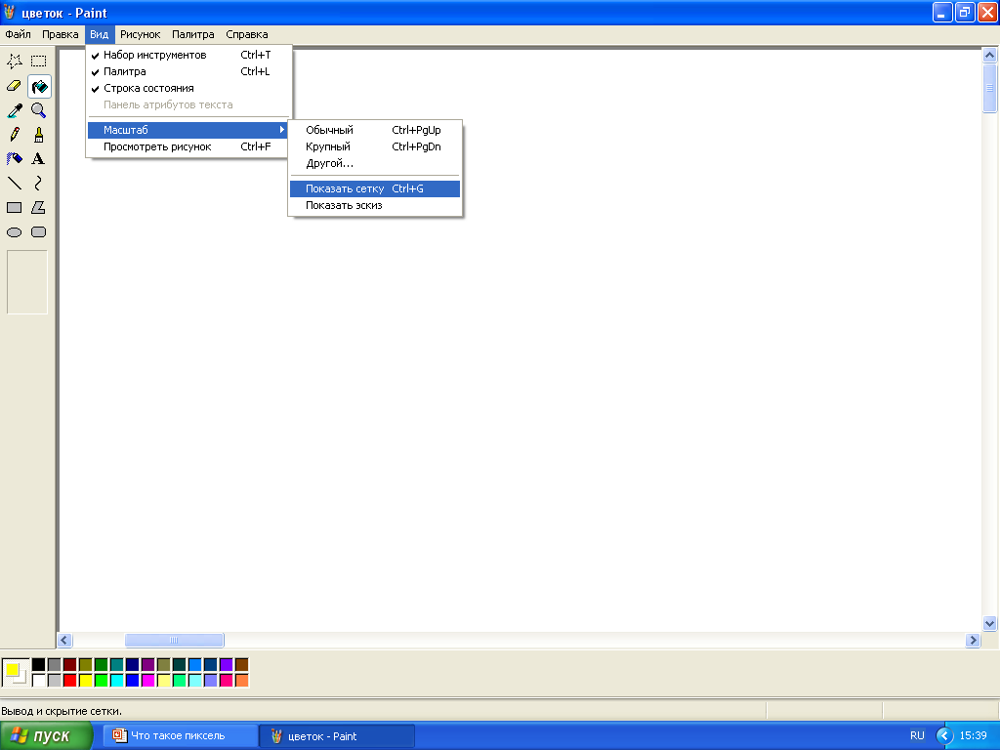 цветок - Paint
Файл Правка Вид Рисунок Палитра Справка
Набор инструментов Ctrl+T
Палитра Ctrl+L
Строка состояния
Панель атрибутов текста
Масштаб
Просмотреть рисунок Ctrl+F
Обычный Ctrl+PgUp
Крупный Ctrl+PgDn
Другой...
Показать сетку Ctrl+G
Показать эскиз
A
Вывод и скрытие сетки.
пуск Что такое пиксель цветок - Paint RU 15:39